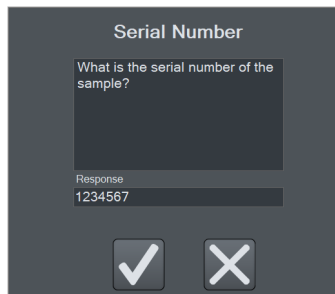 Serial Number
What is the serial number of the
sample?
Response
1234567